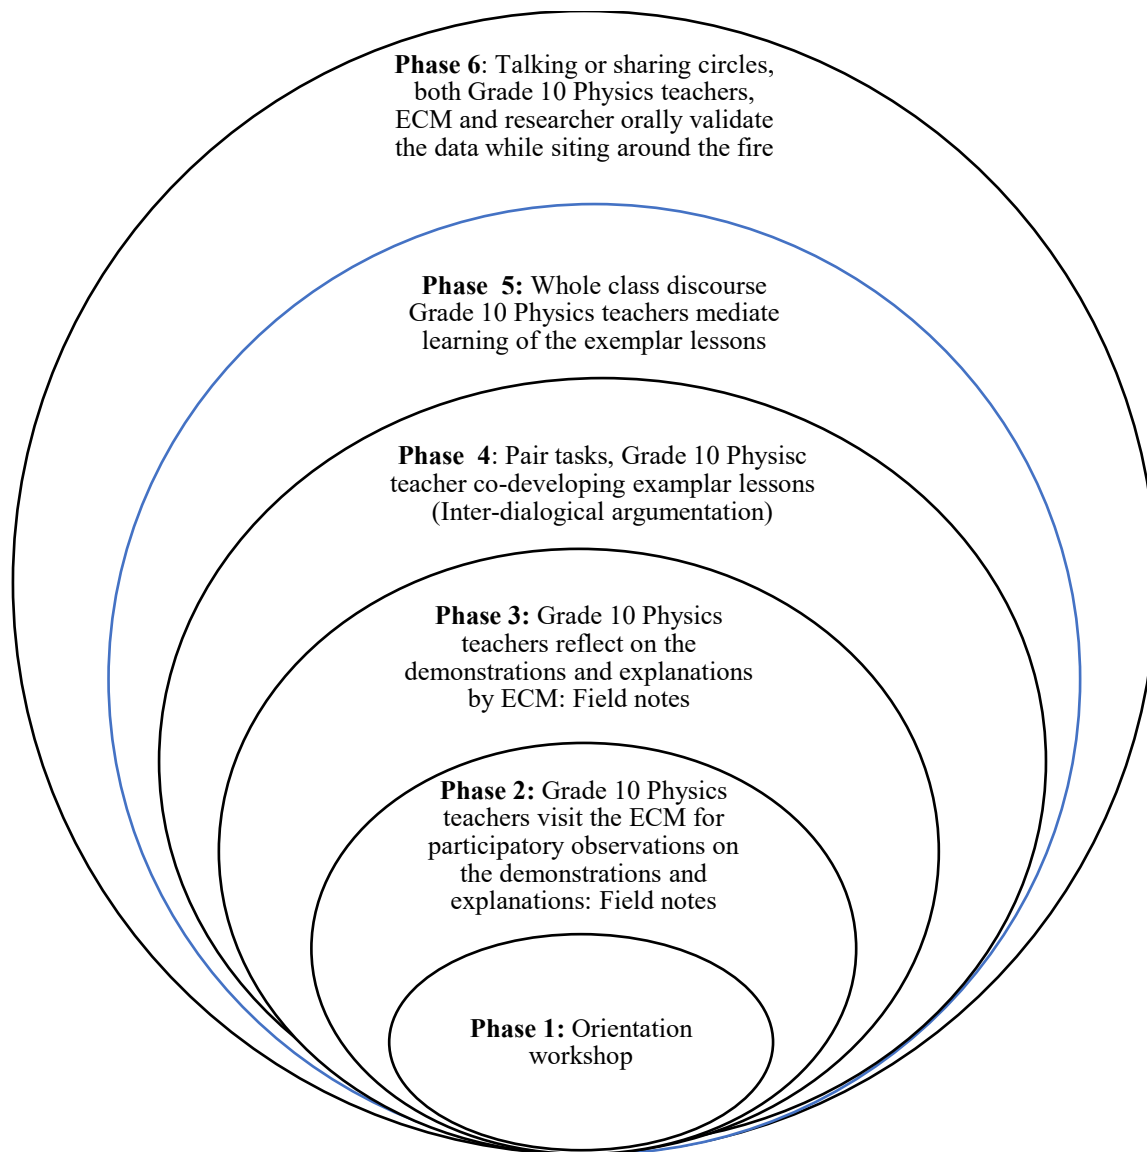 Phase 6: Talking or sharing circles,
both Grade 10 Physics teachers,
ECM and researcher orally validate
the data while siting around the fire
Phase  5: Whole class discourse
Grade 10 Physics teachers mediate
learning of the exemplar lessons
Phase  4: Pair tasks, Grade 10 Physisc
teacher co-developing examplar lessons
(Inter-dialogical argumentation)
Phase 3: Grade 10 Physics
teachers reflect on the
demonstrations and explanations
by ECM: Field notes
Phase 2: Grade 10 Physics
teachers visit the ECM for
participatory observations on
the demonstrations and
explanations: Field notes
Phase 1: Orientation
workshop